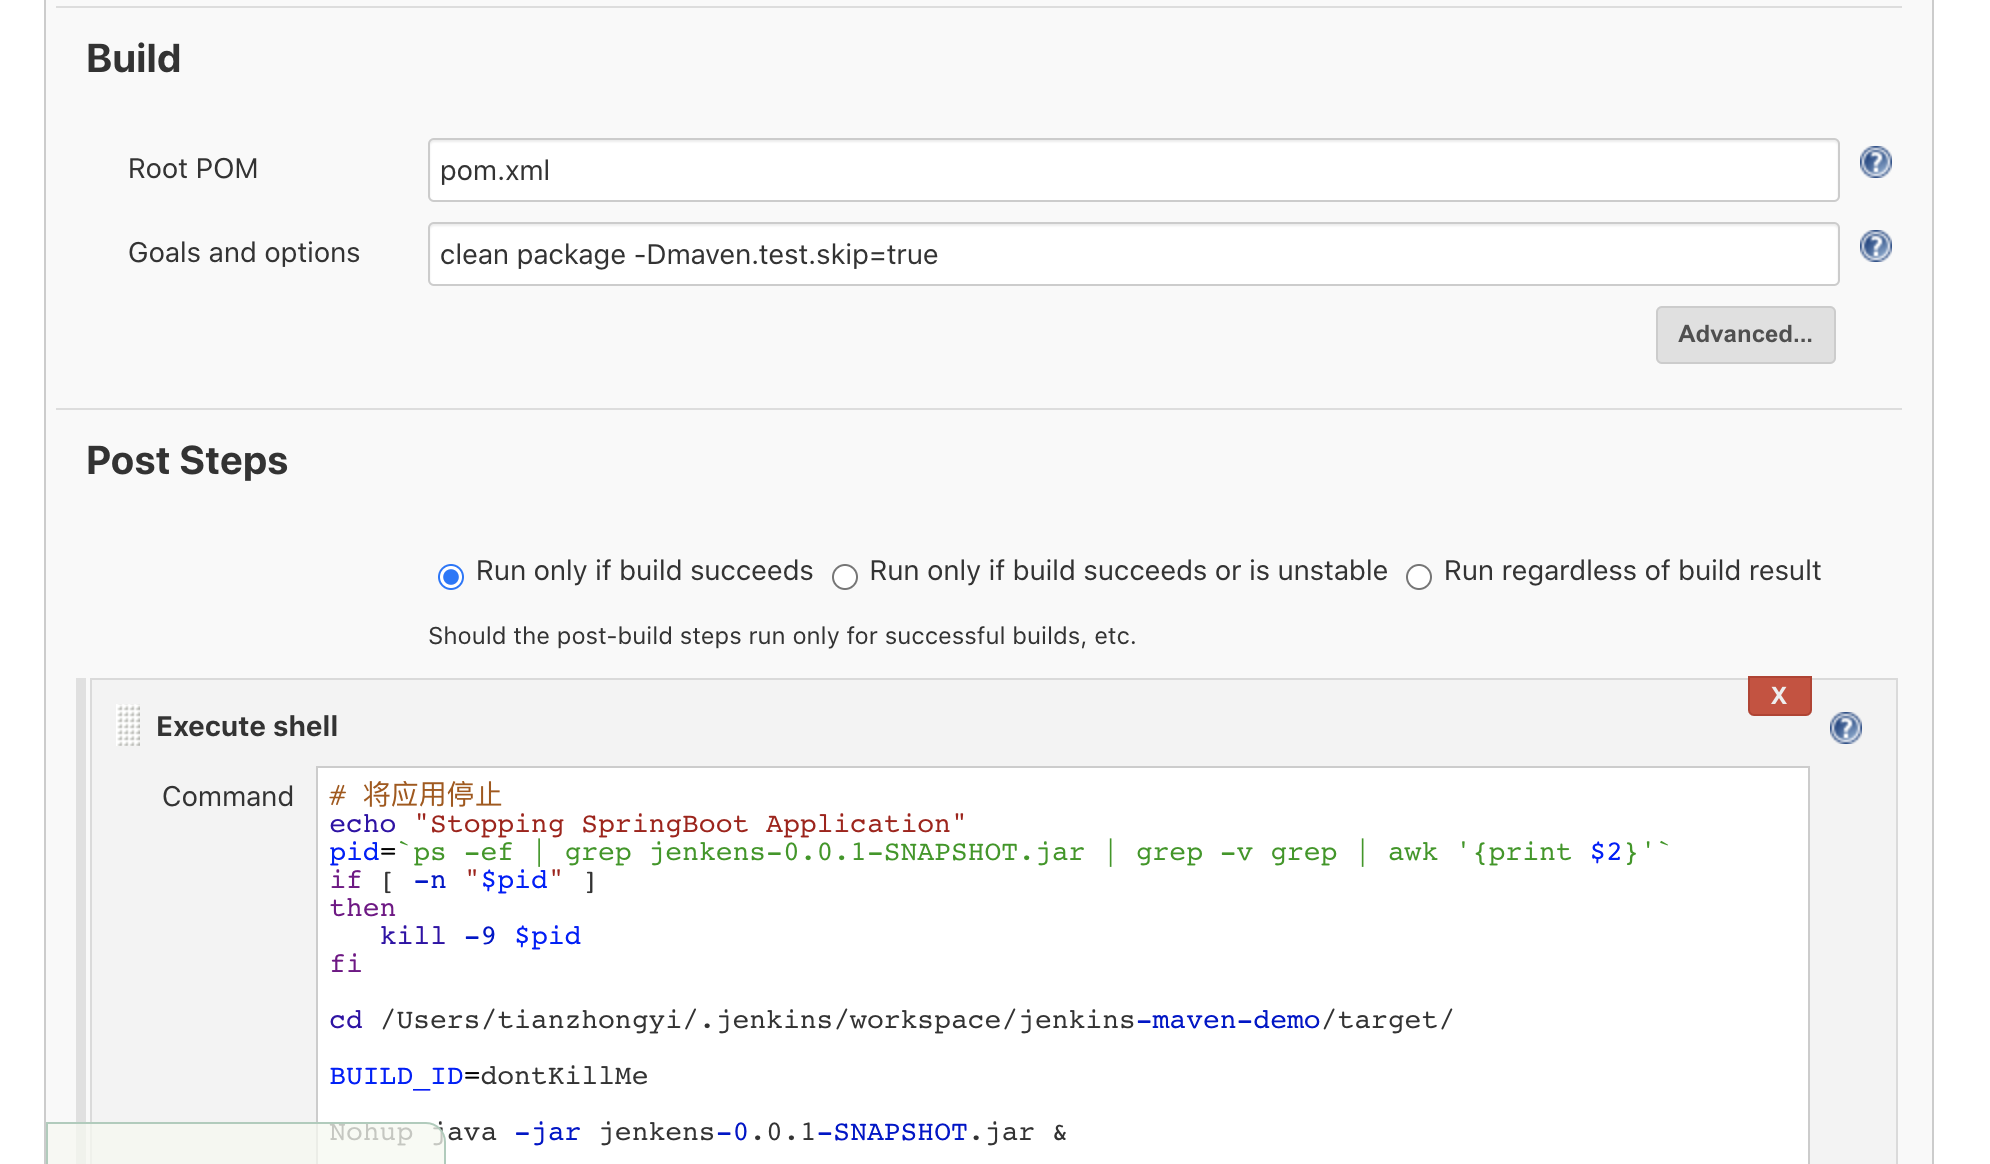 Build
Root POM
pom.xml
Goals and options
clean package -Dmaven.test.skip=true
Advanced...
Post Steps
Run only if build succeeds Run only if build succeeds or is unstable Run regardless of build result
Should the post-build steps run only for successful builds, etc.
X
Execute shell
Command
# 将应用停止
echo "Stopping SpringBoot Application"
pid=`ps -ef | grep jenkens-0.0.1-SNAPSHOT.jar | grep -v grep | awk '{print $2}'`
if [ -n "$pid" ]
then
   kill -9 $pid
fi
cd /Users/tianzhongyi/.jenkins/workspace/jenkins-maven-demo/target/
BUILD_ID=dontKillMe
Nohup java -jar jenkens-0.0.1-SNAPSHOT.jar &